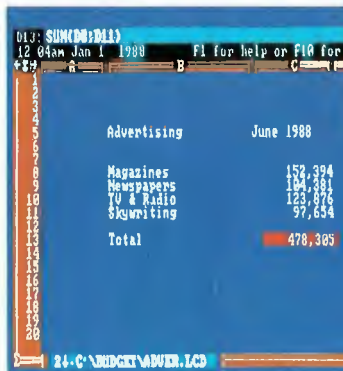 D13: SUM(D8:D11)
12 04am Jan 1 1988 F1 for help or F10 for
A B C
1
2
3
4
5 Advertising June 1988
6
7
8 Magazines 152,394
9 Newspapers 104,381
10 TV & Radio 123,876
11 Skywriting 97,654
12
13 Total 478,305
14
15
16
17
18
19
20
24-C:\BUDGET\ADVER.LCD